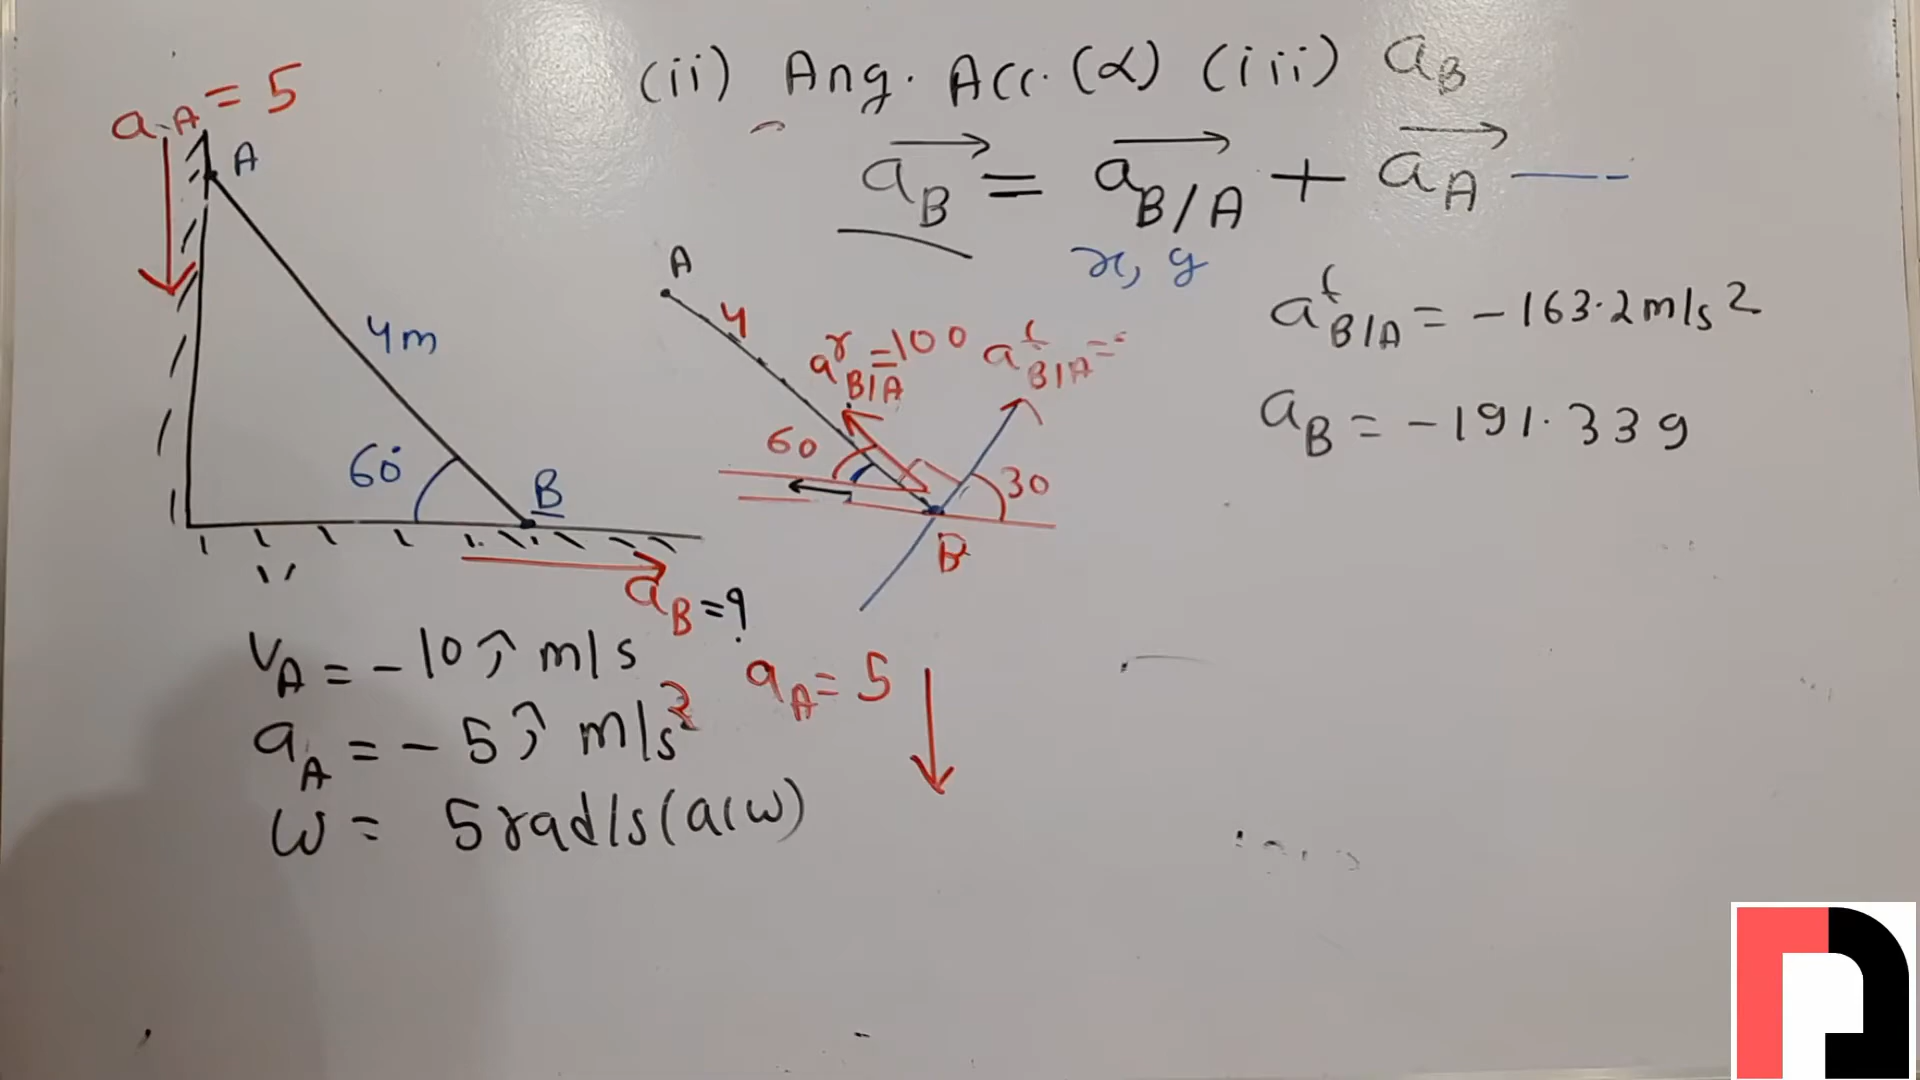 (ii) Ang. Acc. (α) (iii) aB
aA = 5
A
aB = aB/A + aA
x, y
A
4
4m
a^r B/A = 100
a^t B/A =
a^t B/A = -163.2 m/s2
aB = -191.339
60
60°
30
B
B
aB = ?
vA = -10 j m/s
aA = 5
aA = -5 j m/s2
ω = 5 rad/s (acw)